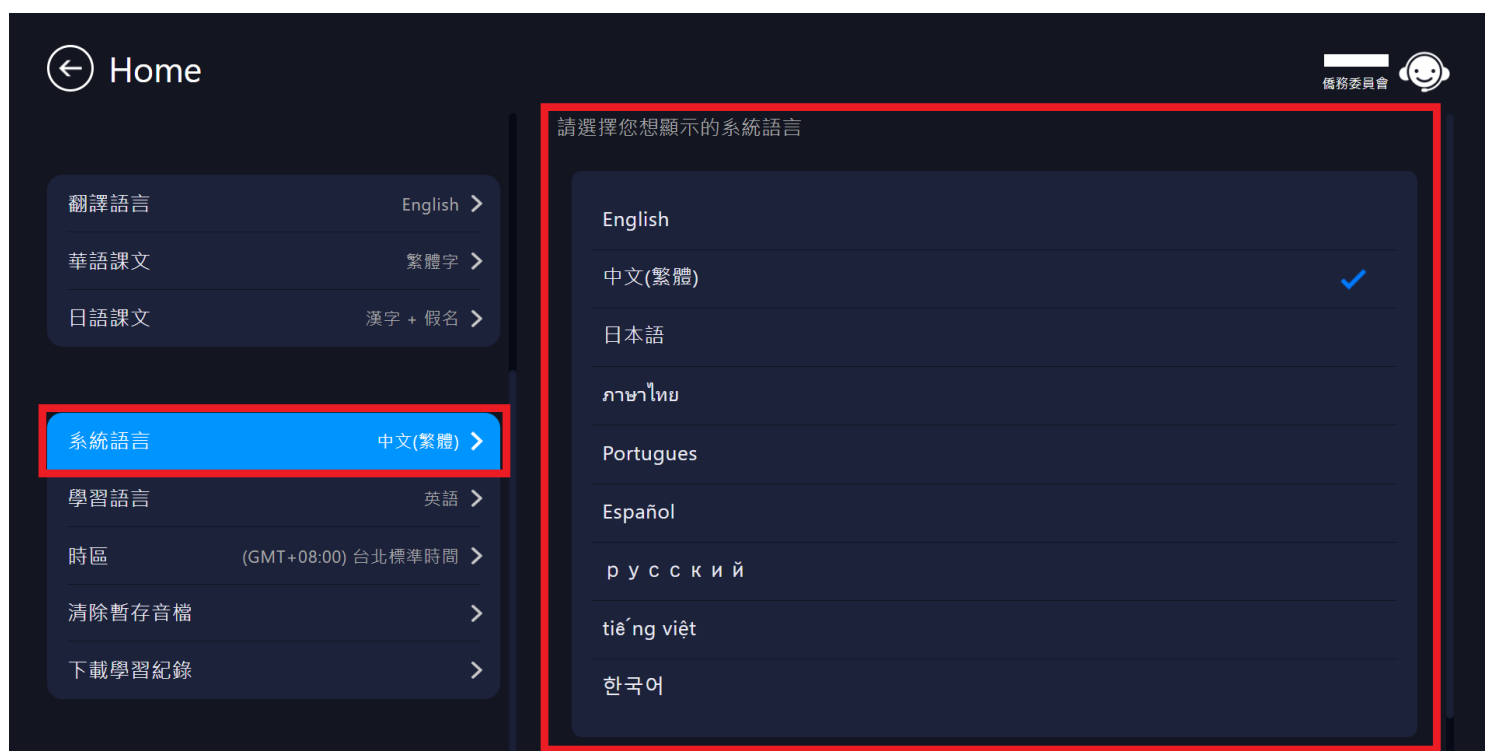 Home
僑務委員會
翻譯語言 English
華語課文 繁體字
日語課文 漢字 + 假名
系統語言 中文(繁體)
學習語言 英語
時區 (GMT+08:00) 台北標準時間
清除暫存音檔
下載學習紀錄
請選擇您想顯示的系統語言
English
中文(繁體)
日本語
ภาษาไทย
Portugues
Español
русский
tiếng việt
한국어